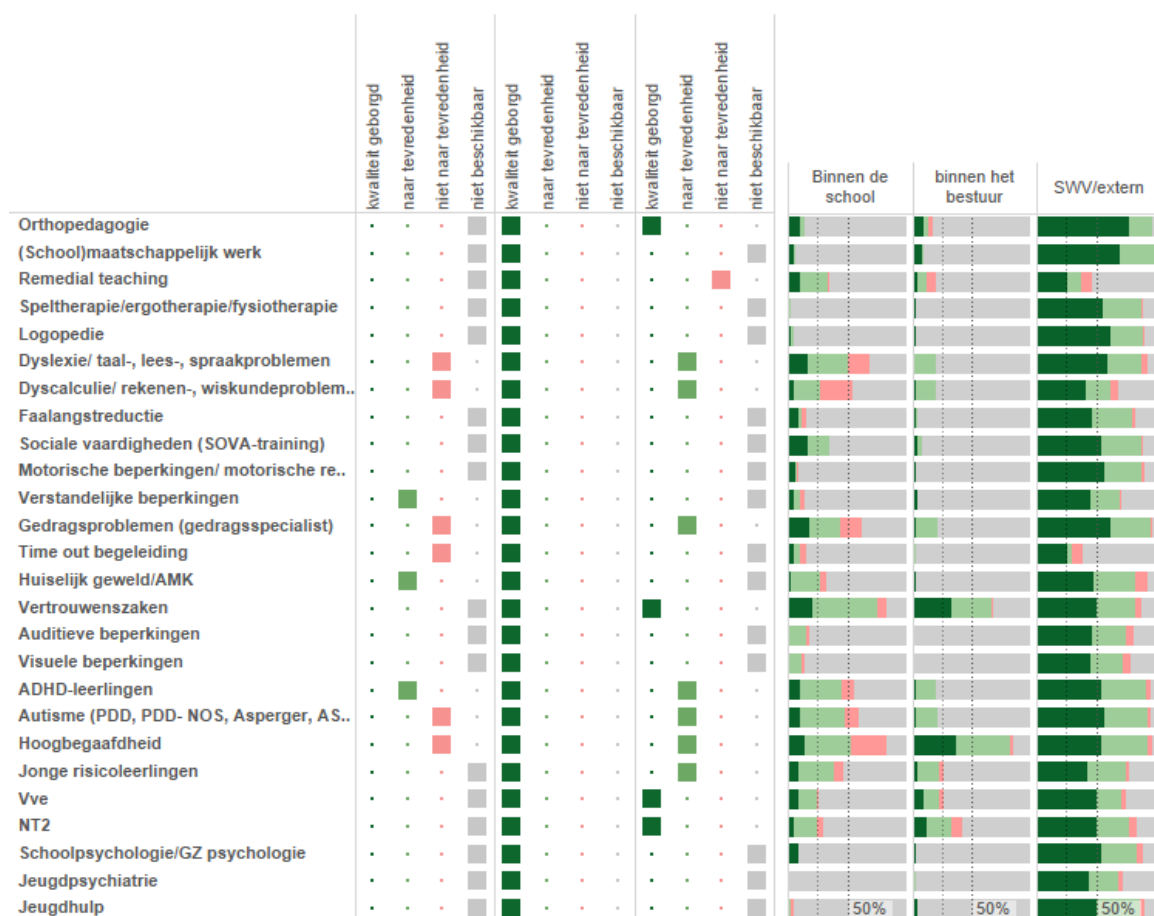 kwaliteit geborgd
naar tevredenheid
niet naar tevredenheid
niet beschikbaar
kwaliteit geborgd
naar tevredenheid
niet naar tevredenheid
niet beschikbaar
kwaliteit geborgd
naar tevredenheid
niet naar tevredenheid
niet beschikbaar
Binnen de
school
binnen het
bestuur
SWV/extern
Orthopedagogie
(School)maatschappelijk werk
Remedial teaching
Speltherapie/ergotherapie/fysiotherapie
Logopedie
Dyslexie/ taal-, lees-, spraakproblemen
Dyscalculie/ rekenen-, wiskundeproblem..
Faalangstreductie
Sociale vaardigheden (SOVA-training)
Motorische beperkingen/ motorische re..
Verstandelijke beperkingen
Gedragsproblemen (gedragsspecialist)
Time out begeleiding
Huiselijk geweld/AMK
Vertrouwenszaken
Auditieve beperkingen
Visuele beperkingen
ADHD-leerlingen
Autisme (PDD, PDD- NOS, Asperger, AS..
Hoogbegaafdheid
Jonge risicoleerlingen
Vve
NT2
Schoolpsychologie/GZ psychologie
Jeugdpsychiatrie
Jeugdhulp 50% 50% 50%